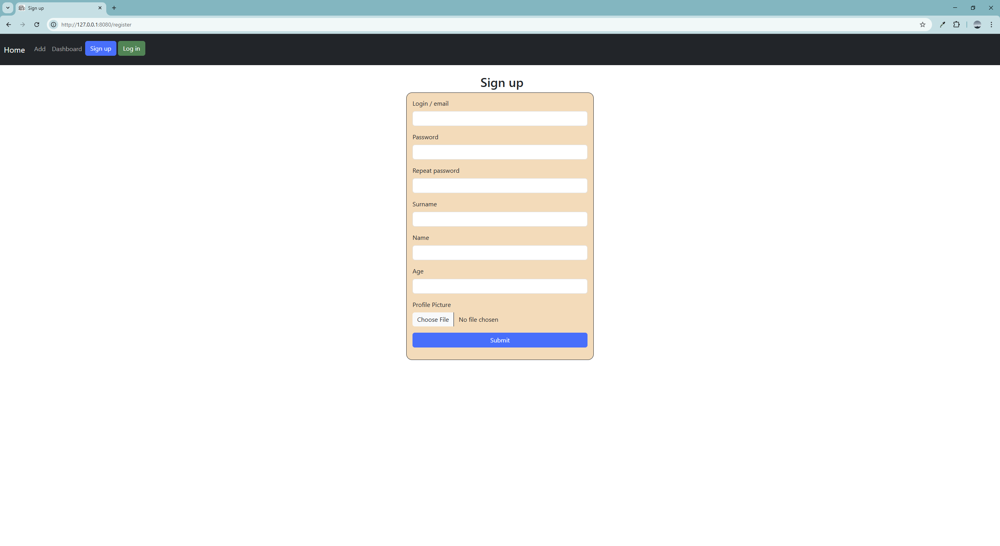 Sign up
http://127.0.0.1:8080/register
Home Add Dashboard Sign up Log in
Sign up
Login / email
Password
Repeat password
Surname
Name
Age
Profile Picture
Choose File No file chosen
Submit